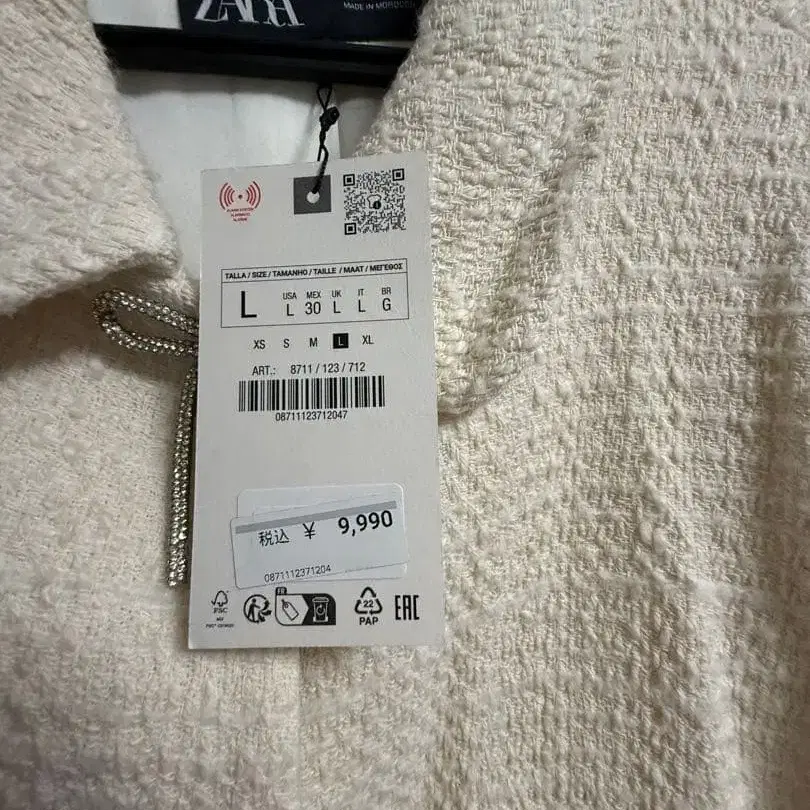 ZARA
MADE IN MOROCCO
TALLA / SIZE / TAMANHO / TAILLE / MAAT / ΜΕΓΕΘΟΣ
L
USA MEX UK IT BR
L 30 L L G
XS S M L XL
ART.: 8711 / 123 / 712
08711123712047
税込 ¥ 9,990
0871112371204
FSC
FR
22
PAP
EAC